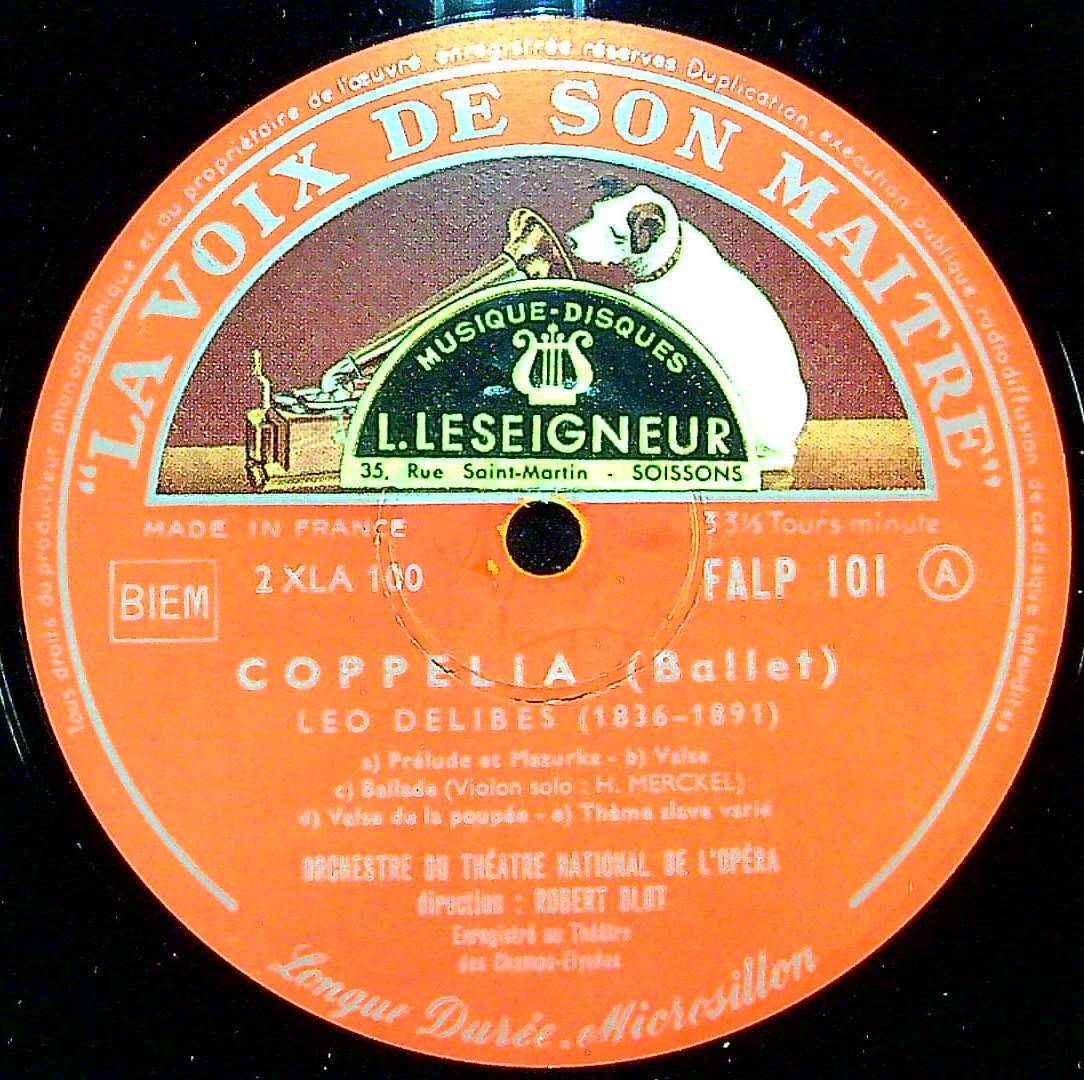 Tous droits du producteur phonographique et du propriétaire de l'œuvre enregistrée réservés. Duplication, exécution publique, radiodiffusion de ce disque interdites
"LA VOIX DE SON MAITRE"
MUSIQUE-DISQUES
L. LESEIGNEUR
35, Rue Saint-Martin - SOISSONS
MADE IN FRANCE
33⅓ Tours minute
BIEM
2 XLA 100
FALP 101
A
COPPELIA (Ballet)
LEO DELIBES (1836-1891)
a) Prélude et Mazurka - b) Valse
c) Ballade (Violon solo : H. MERCKEL)
d) Valse de la poupée - e) Thème slave varié
ORCHESTRE DU THÉATRE NATIONAL DE L'OPÉRA
direction : ROBERT BLOT
Enregistré au Théâtre
des Champs-Elysées
Longue Durée. Microsillon